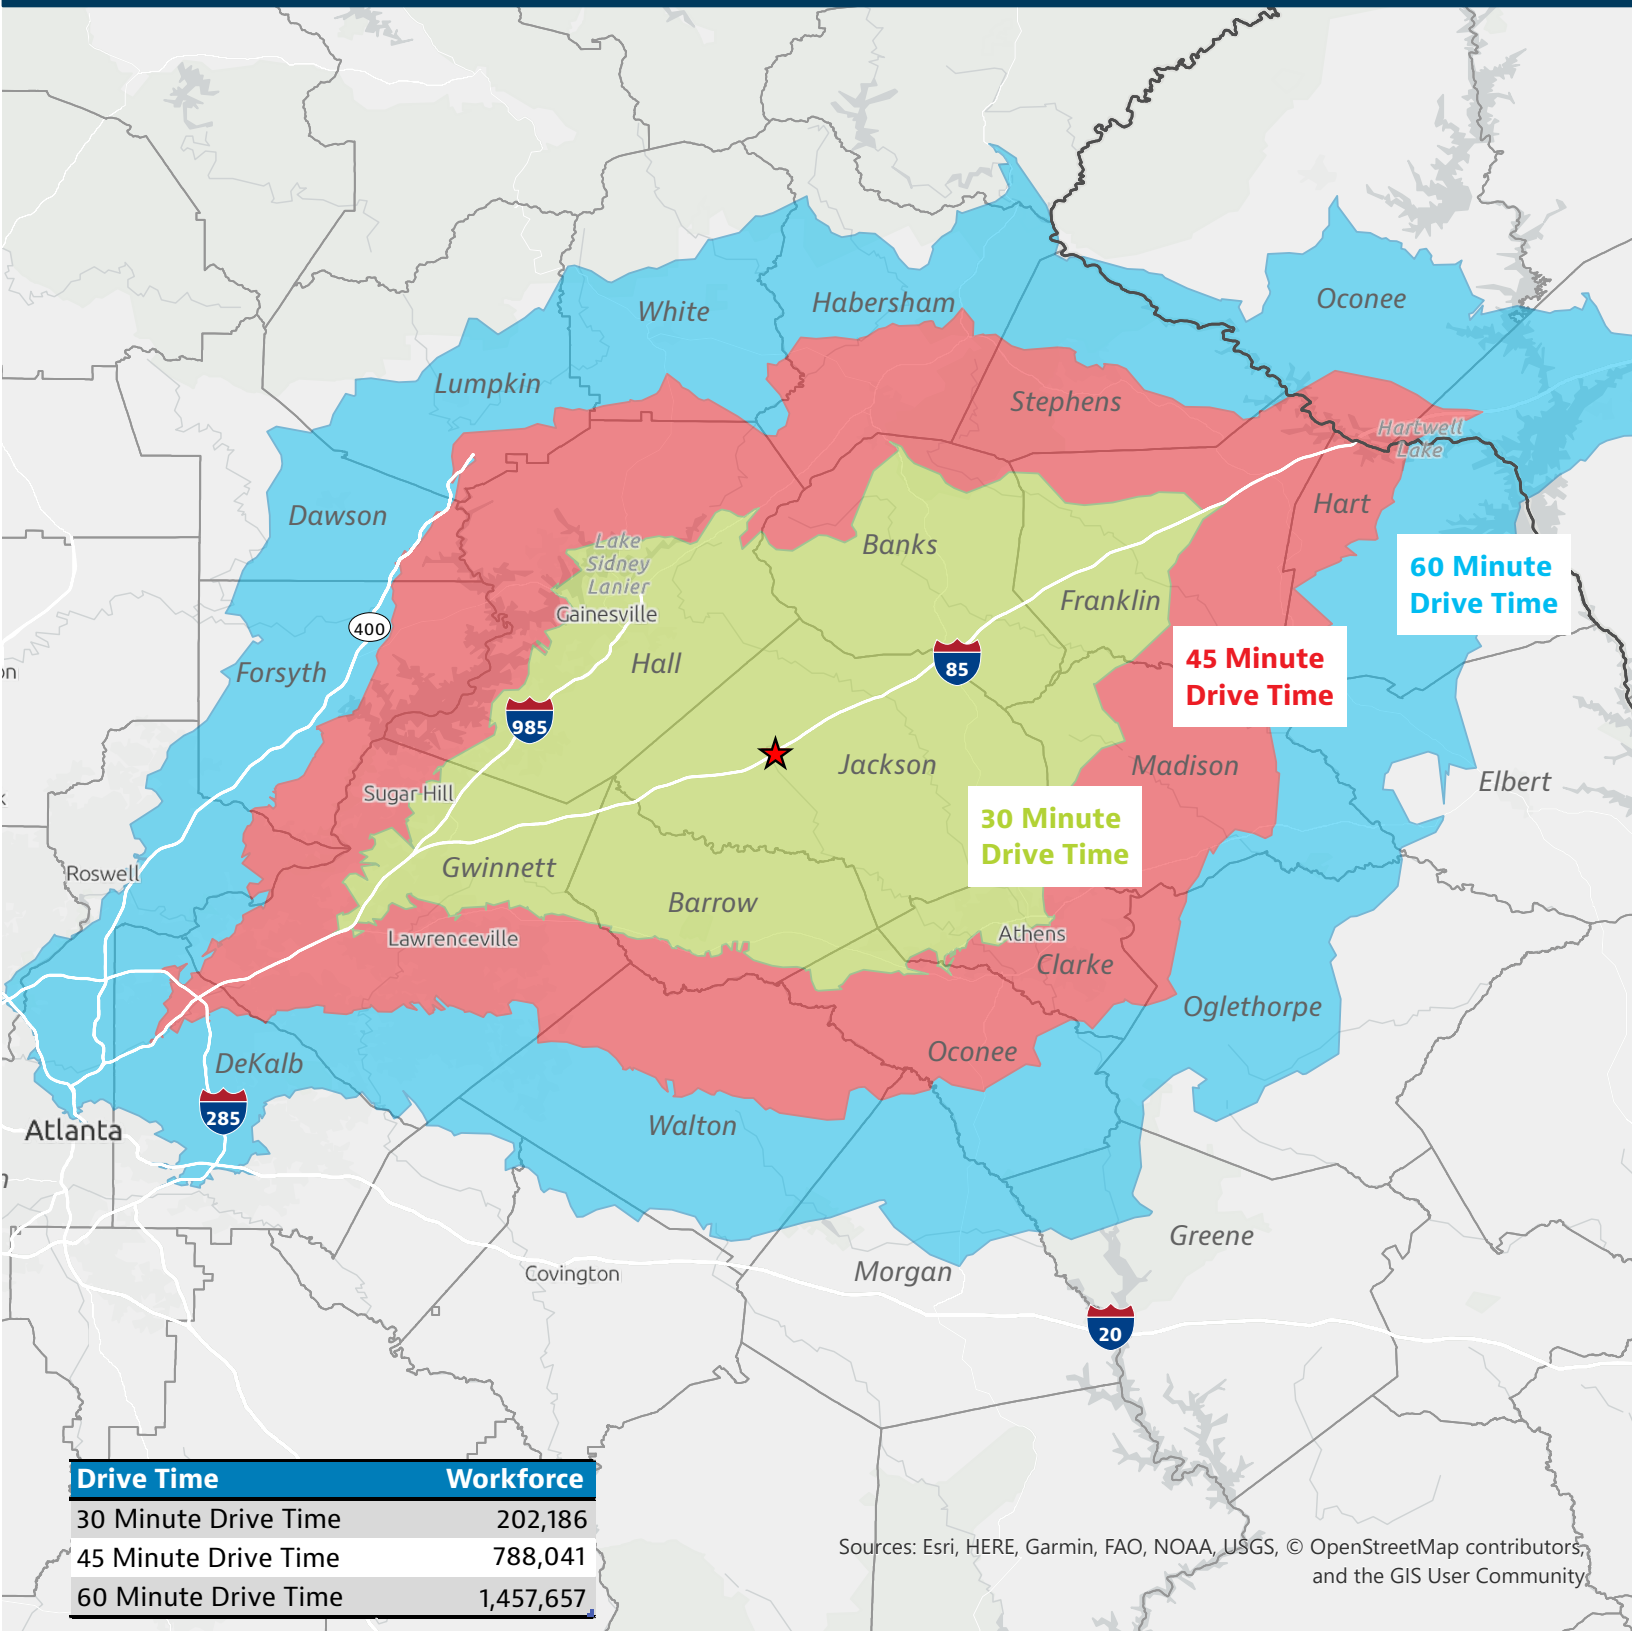 Oconee
White
Habersham
Lumpkin
Stephens
Hartwell
Lake
Dawson
Hart
Lake
Sidney
Lanier
Banks
60 Minute
Drive Time
Gainesville
Franklin
400
Hall
85
45 Minute
Drive Time
Forsyth
985
Jackson
Madison
Elbert
Sugar Hill
30 Minute
Drive Time
Roswell
Gwinnett
Barrow
Lawrenceville
Athens
Clarke
Oglethorpe
DeKalb
Oconee
285
Atlanta
Walton
Greene
Covington
Morgan
20
Drive Time Workforce
30 Minute Drive Time 202,186
45 Minute Drive Time 788,041
60 Minute Drive Time 1,457,657
Sources: Esri, HERE, Garmin, FAO, NOAA, USGS, © OpenStreetMap contributors,
and the GIS User Community